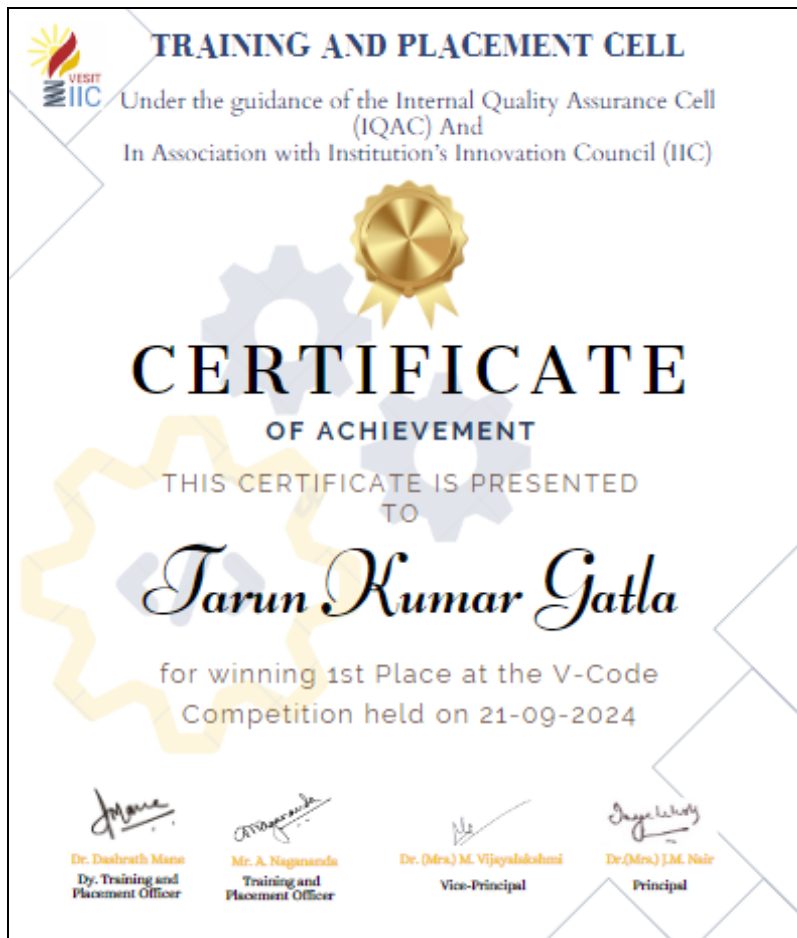 VESIT
IIC
TRAINING AND PLACEMENT CELL
Under the guidance of the Internal Quality Assurance Cell
(IQAC) And
In Association with Institution's Innovation Council (IIC)
CERTIFICATE
OF ACHIEVEMENT
THIS CERTIFICATE IS PRESENTED
TO
Tarun Kumar Gatla
for winning 1st Place at the V-Code
Competition held on 21-09-2024
Dr. Dashrath Mane
Dy. Training and
Placement Officer
Mr. A. Nagananda
Training and
Placement Officer
Dr. (Mrs.) M. Vijayalakshmi
Vice-Principal
Dr.(Mrs.) J.M. Nair
Principal